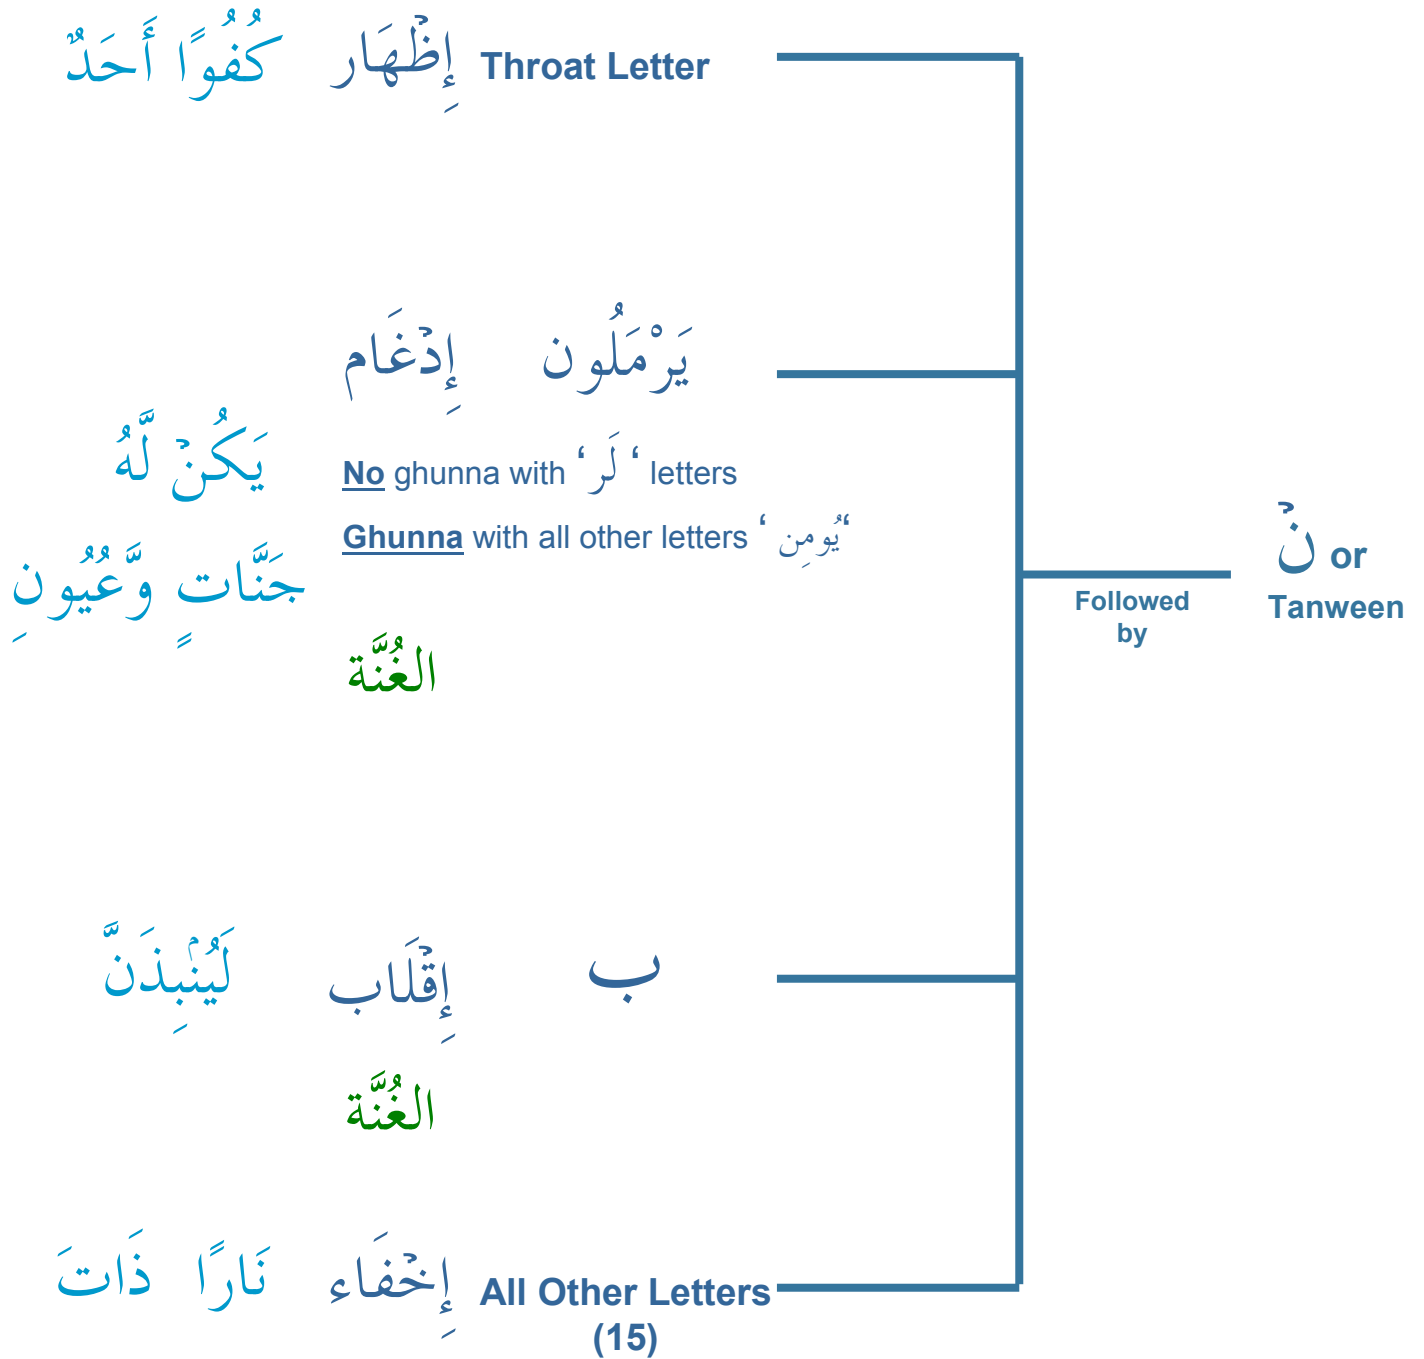 Throat Letter إِظْهَار كُفُوًا أَحَدٌ
يَرْمَلُون إِدْغَام
No ghunna with ‘ لَر ‘ letters
يَكُنْ لَّهُ
Ghunna with all other letters ‘ يُومِن ‘
جَنَّاتٍ وَّعُيُونِ
الغُنَّة
نْ or
Tanween
Followed
by
ب إِقْلَاب لَيُنْۢبِذَنَّ
الغُنَّة
All Other Letters إِخْفَاء نَارًا ذَاتَ
(15)